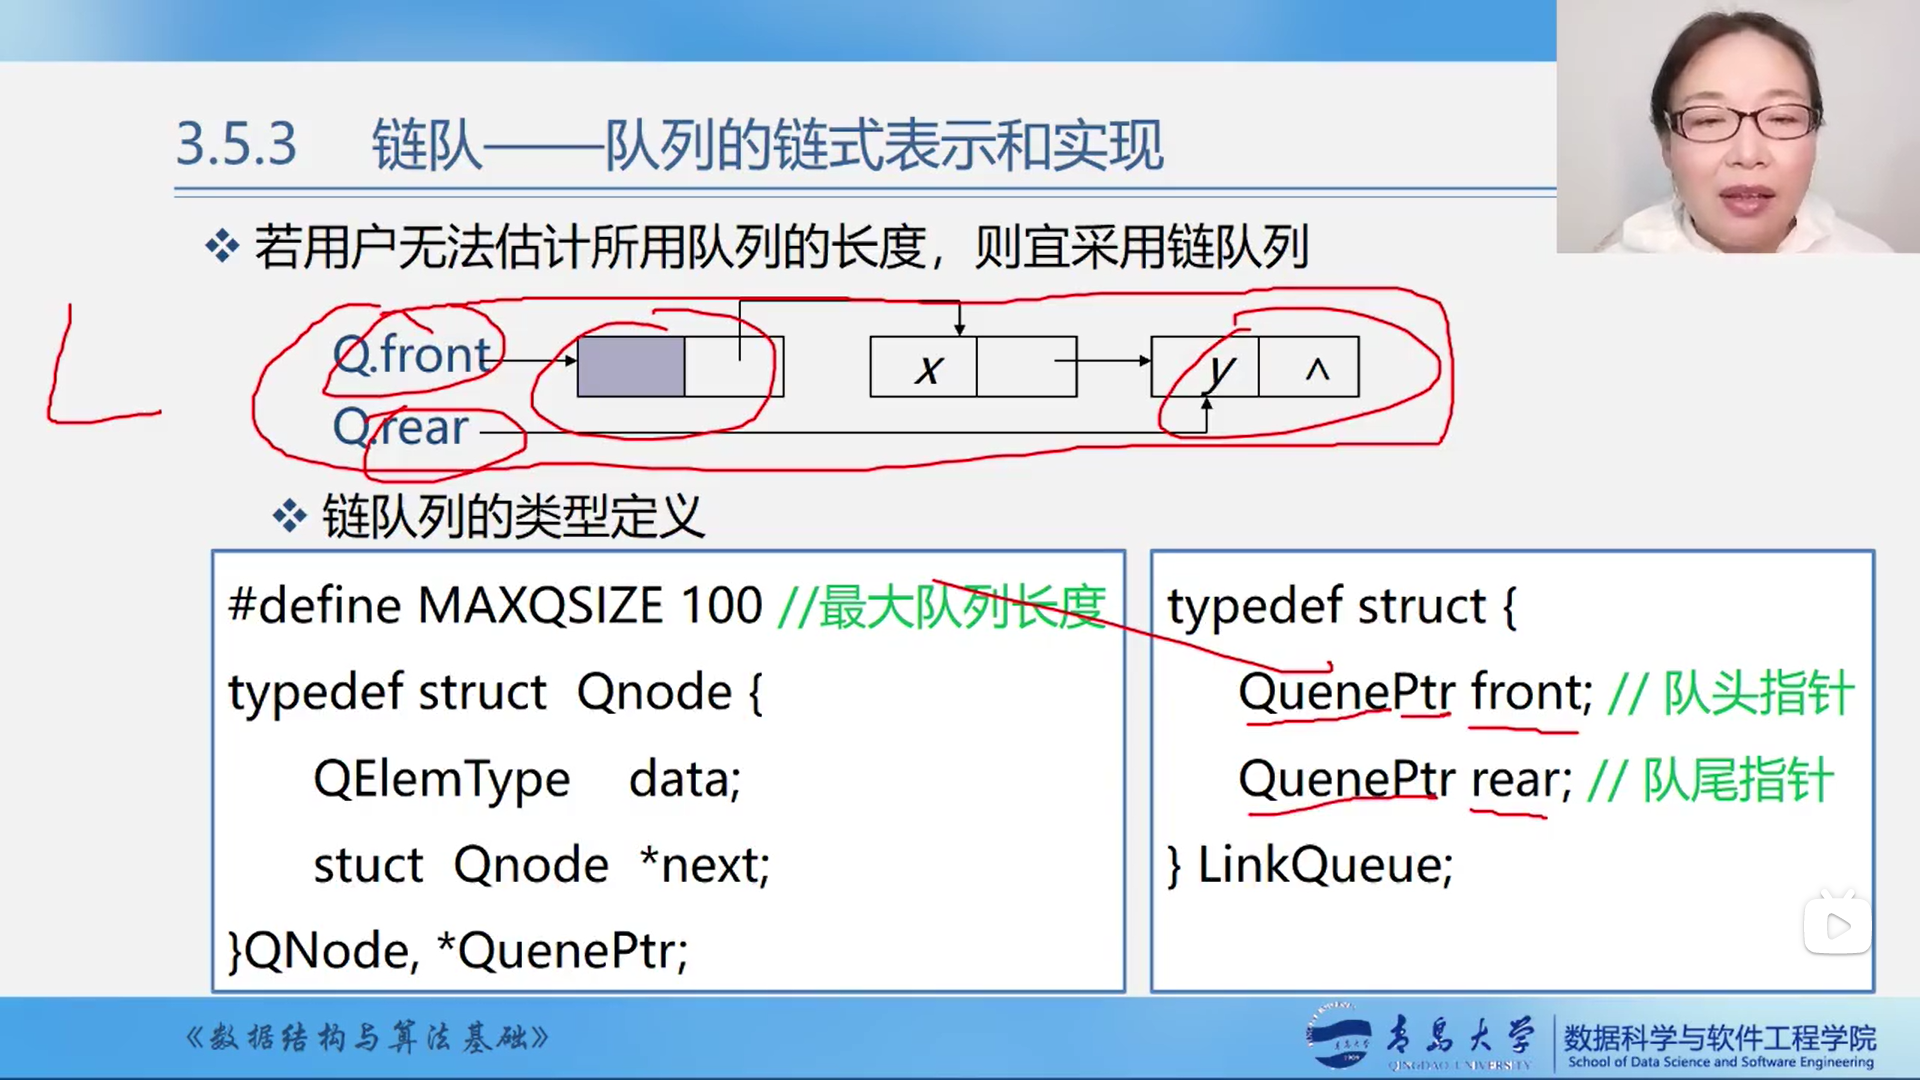 3.5.3 链队——队列的链式表示和实现
❖ 若用户无法估计所用队列的长度，则宜采用链队列
Q.front
x
y ^
Q.rear
❖ 链队列的类型定义
#define MAXQSIZE 100 //最大队列长度
typedef struct Qnode {
QElemType data;
stuct Qnode *next;
}QNode, *QuenePtr;
typedef struct {
QuenePtr front; // 队头指针
QuenePtr rear; // 队尾指针
} LinkQueue;
《数据结构与算法基础》
青岛大学
QINGDAO UNIVERSITY
数据科学与软件工程学院
School of Data Science and Software Engineering